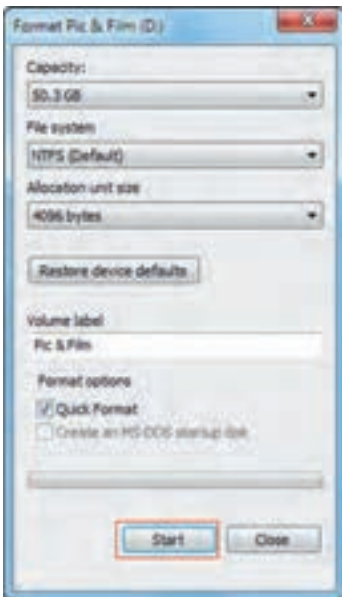 Format Pic & Film (D:)
Capacity:
50.3 GB
File system
NTFS (Default)
Allocation unit size
4096 bytes
Restore device defaults
Volume label
Pic & Film
Format options
Quick Format
Create an MS-DOS startup disk
Start
Close